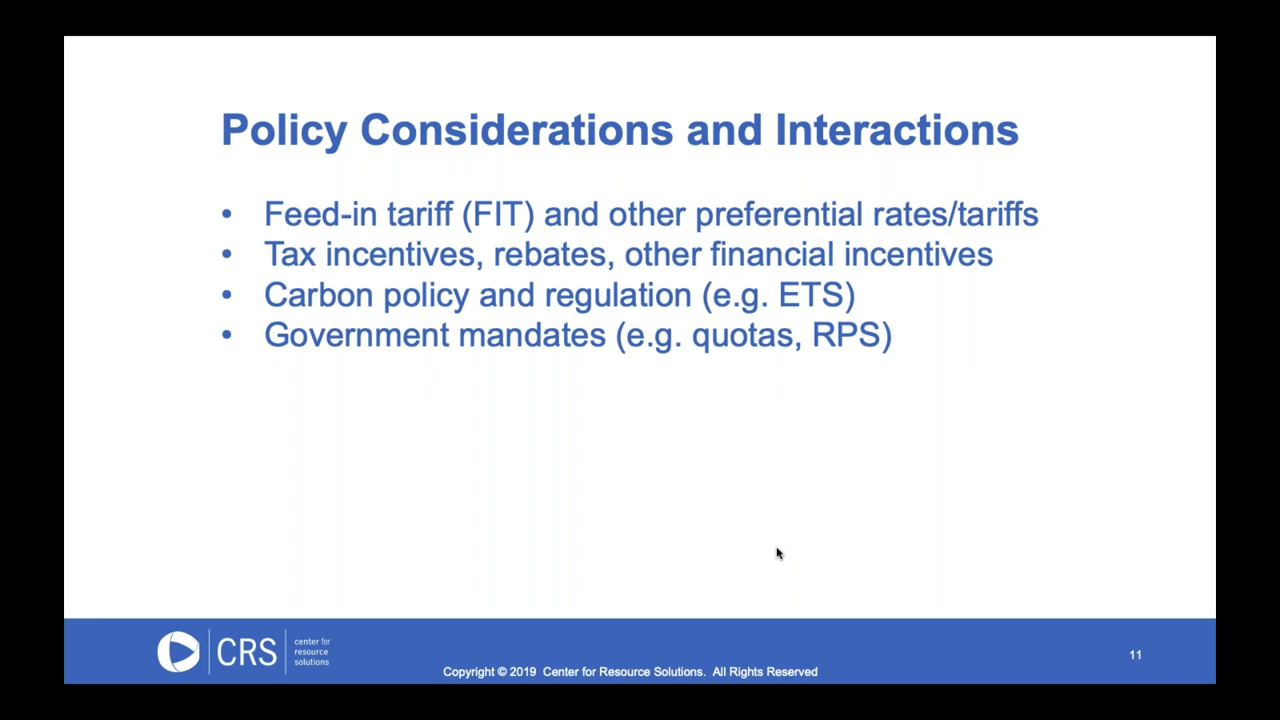 Policy Considerations and Interactions
• Feed-in tariff (FIT) and other preferential rates/tariffs
• Tax incentives, rebates, other financial incentives
• Carbon policy and regulation (e.g. ETS)
• Government mandates (e.g. quotas, RPS)
CRS
center for
resource
solutions
Copyright © 2019 Center for Resource Solutions. All Rights Reserved
11